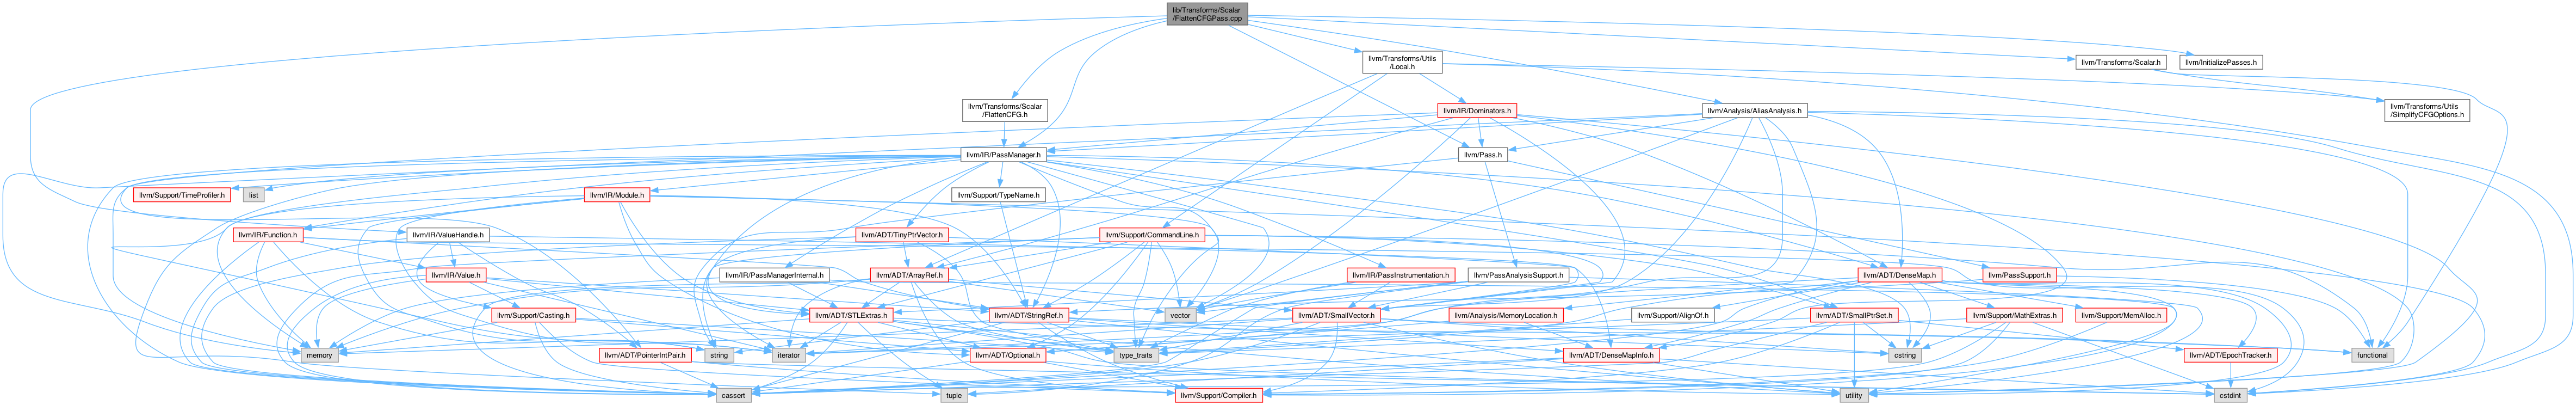 lib/Transforms/Scalar
/FlattenCFGPass.cpp
llvm/Transforms/Utils
/Local.h
llvm/Transforms/Scalar.h
llvm/InitializePasses.h
llvm/Transforms/Scalar
/FlattenCFG.h
llvm/IR/Dominators.h
llvm/Analysis/AliasAnalysis.h
llvm/Transforms/Utils
/SimplifyCFGOptions.h
llvm/IR/PassManager.h
llvm/Pass.h
llvm/Support/TimeProfiler.h
list
llvm/IR/Module.h
llvm/Support/TypeName.h
llvm/IR/Function.h
llvm/IR/ValueHandle.h
llvm/ADT/TinyPtrVector.h
llvm/Support/CommandLine.h
llvm/IR/Value.h
llvm/IR/PassManagerInternal.h
llvm/ADT/ArrayRef.h
llvm/IR/PassInstrumentation.h
llvm/PassAnalysisSupport.h
llvm/ADT/DenseMap.h
llvm/PassSupport.h
llvm/Support/Casting.h
llvm/ADT/STLExtras.h
llvm/ADT/StringRef.h
vector
llvm/ADT/SmallVector.h
llvm/Analysis/MemoryLocation.h
llvm/Support/AlignOf.h
llvm/ADT/SmallPtrSet.h
llvm/Support/MathExtras.h
llvm/Support/MemAlloc.h
memory
llvm/ADT/PointerIntPair.h
string
iterator
llvm/ADT/Optional.h
type_traits
llvm/ADT/DenseMapInfo.h
cstring
llvm/ADT/EpochTracker.h
functional
cassert
tuple
llvm/Support/Compiler.h
utility
cstdint